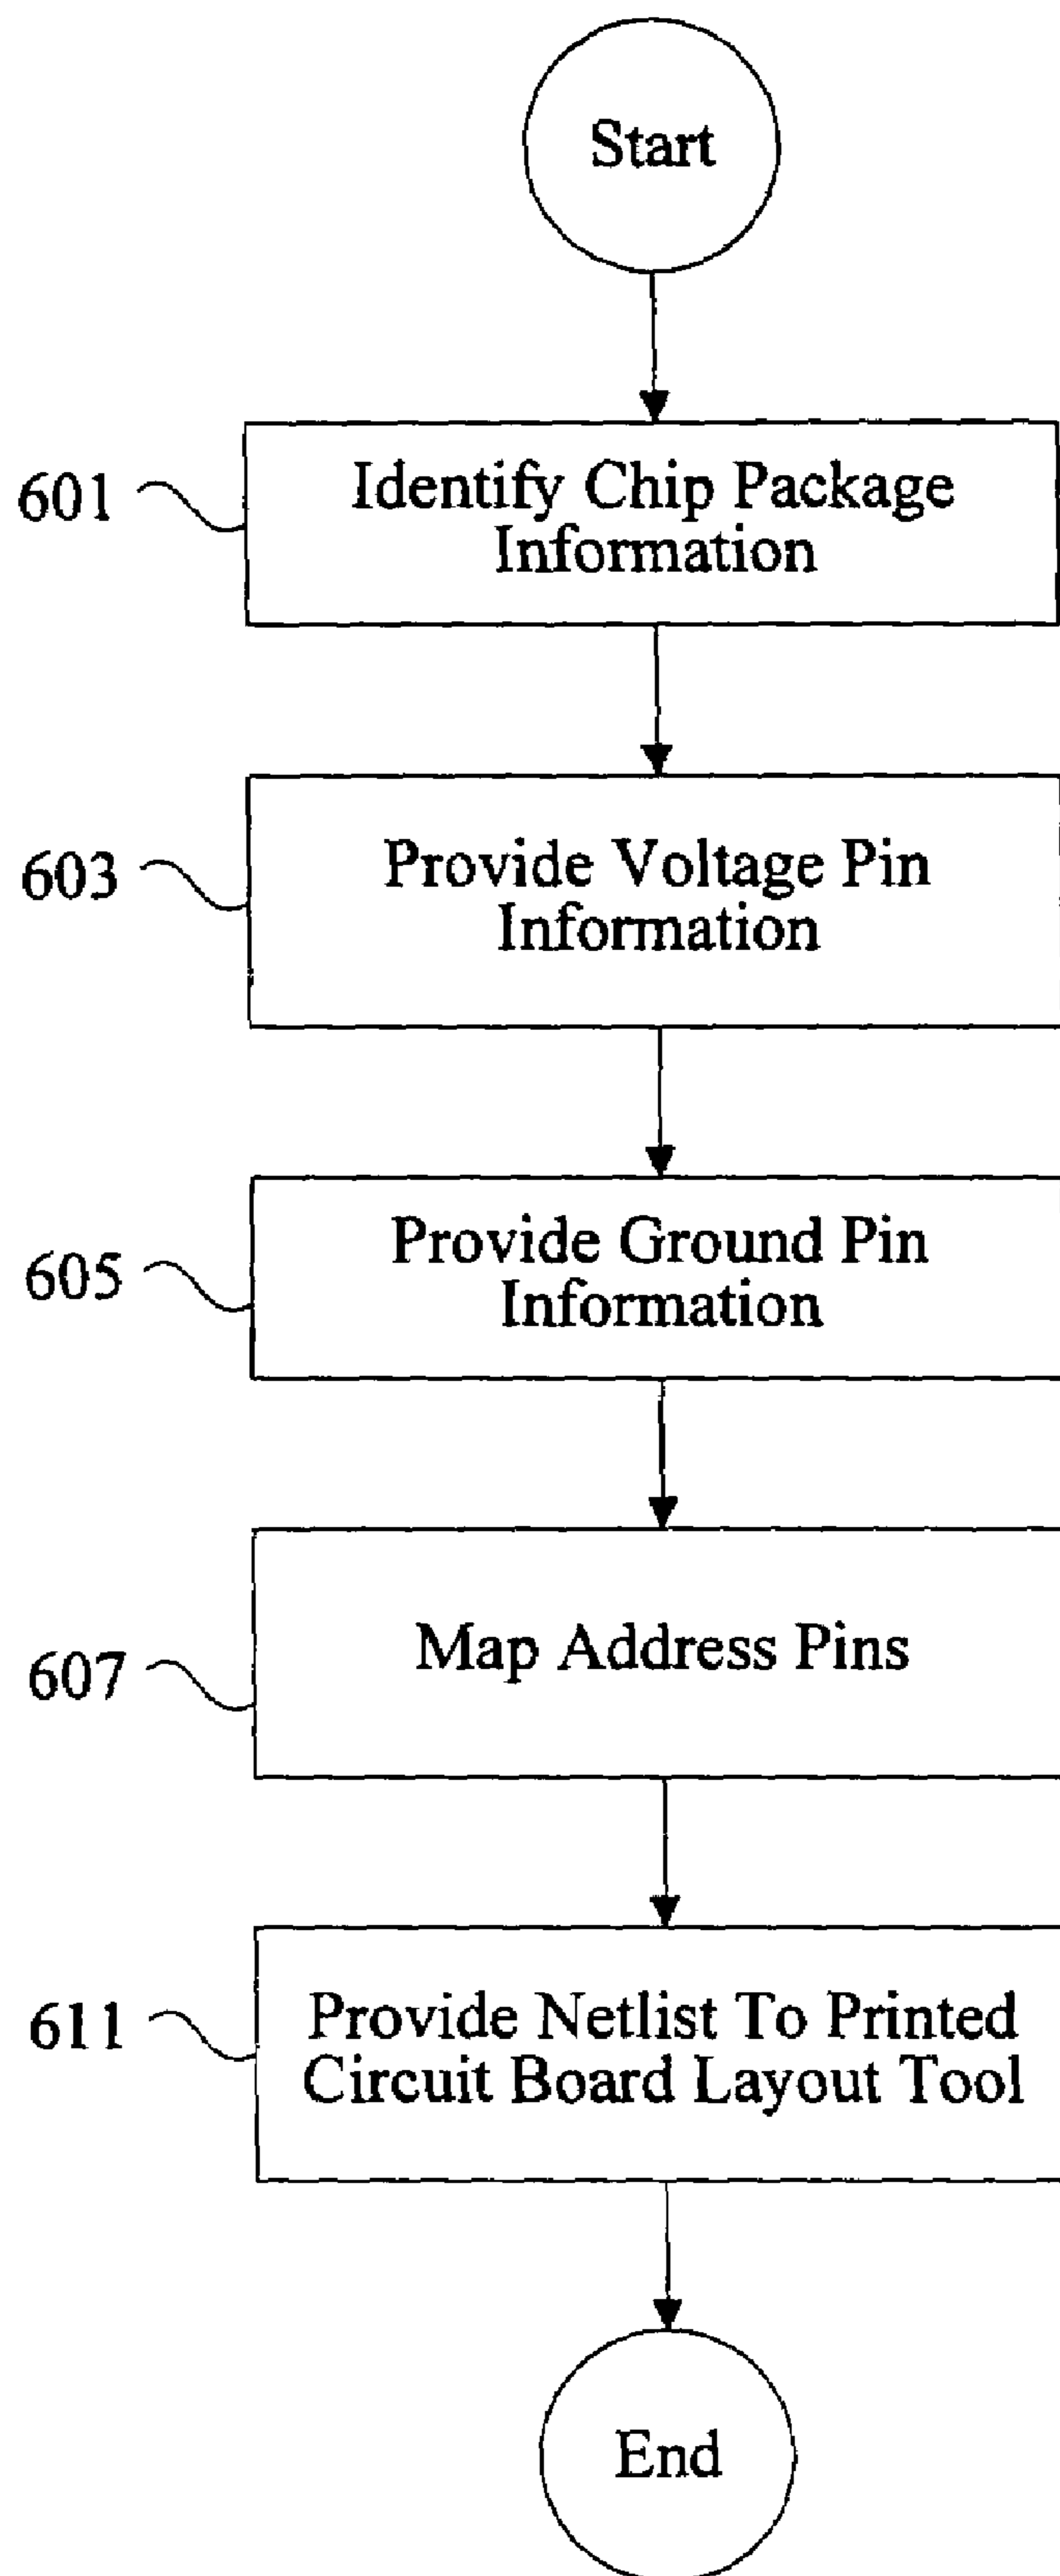 Start
601
Identify Chip Package
Information
603
Provide Voltage Pin
Information
605
Provide Ground Pin
Information
607
Map Address Pins
611
Provide Netlist To Printed
Circuit Board Layout Tool
End